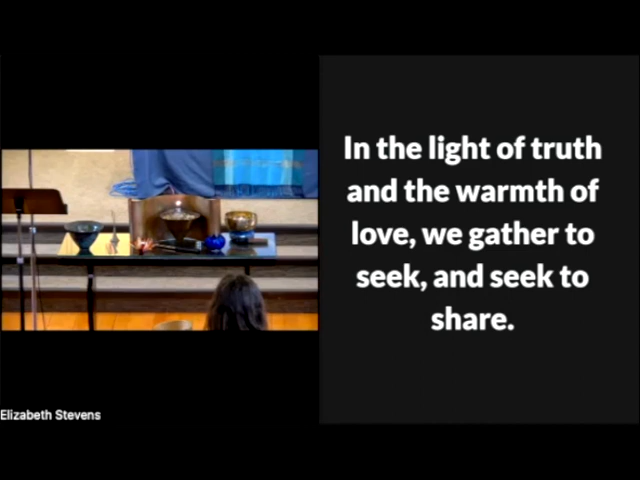 In the light of truth
and the warmth of
love, we gather to
seek, and seek to
share.
Elizabeth Stevens